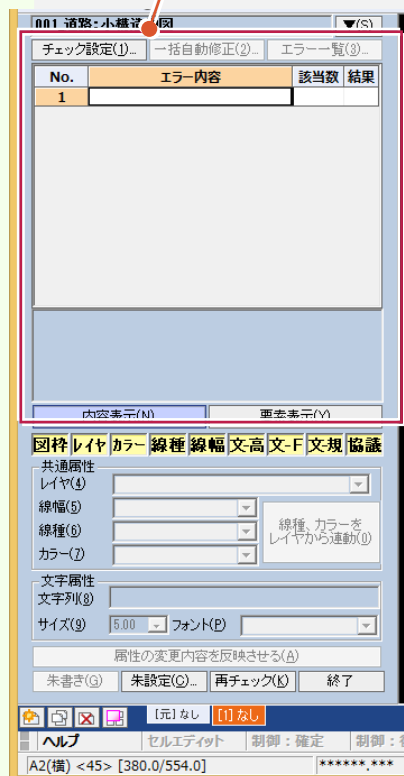 001 道路:小構造物図 ▼(S)
チェック設定(1)... 一括自動修正(2)... エラー一覧(3)...
No. エラー内容 該当数 結果
1
内容表示(N) 要素表示(Y)
図枠 レイヤ カラー 線種 線幅 文-高 文-F 文-規 協議
共通属性
レイヤ(4)
線幅(5)
線種(6)
カラー(7)
線種、カラーを
レイヤから連動(0)
文字属性
文字列(8)
サイズ(9) 5.00 フォント(P)
属性の変更内容を反映させる(A)
朱書き(G) 朱設定(C)... 再チェック(K) 終了
[元] なし [1] なし
ヘルプ セルエディット 制御:確定 制御:
A2(横) <45> [380.0/554.0] ******.***